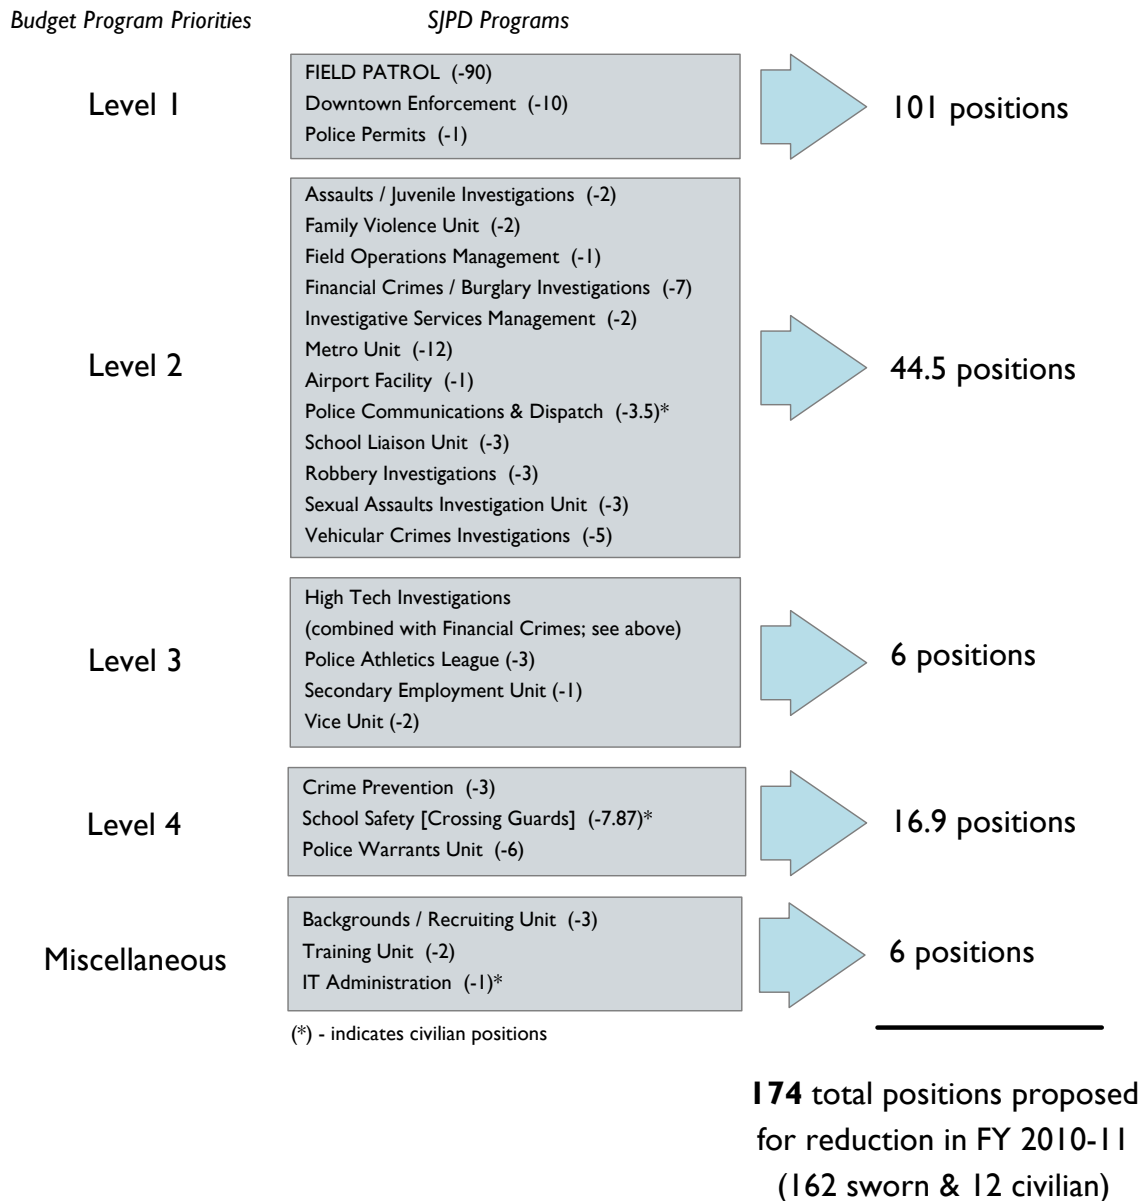 Budget Program Priorities SJPD Programs
Level 1
FIELD PATROL (-90)
Downtown Enforcement (-10)
Police Permits (-1)
101 positions
Level 2
Assaults / Juvenile Investigations (-2)
Family Violence Unit (-2)
Field Operations Management (-1)
Financial Crimes / Burglary Investigations (-7)
Investigative Services Management (-2)
Metro Unit (-12)
Airport Facility (-1)
Police Communications & Dispatch (-3.5)*
School Liaison Unit (-3)
Robbery Investigations (-3)
Sexual Assaults Investigation Unit (-3)
Vehicular Crimes Investigations (-5)
44.5 positions
Level 3
High Tech Investigations
(combined with Financial Crimes; see above)
Police Athletics League (-3)
Secondary Employment Unit (-1)
Vice Unit (-2)
6 positions
Level 4
Crime Prevention (-3)
School Safety [Crossing Guards] (-7.87)*
Police Warrants Unit (-6)
16.9 positions
Miscellaneous
Backgrounds / Recruiting Unit (-3)
Training Unit (-2)
IT Administration (-1)*
6 positions
(*) - indicates civilian positions
174 total positions proposed
for reduction in FY 2010-11
(162 sworn & 12 civilian)